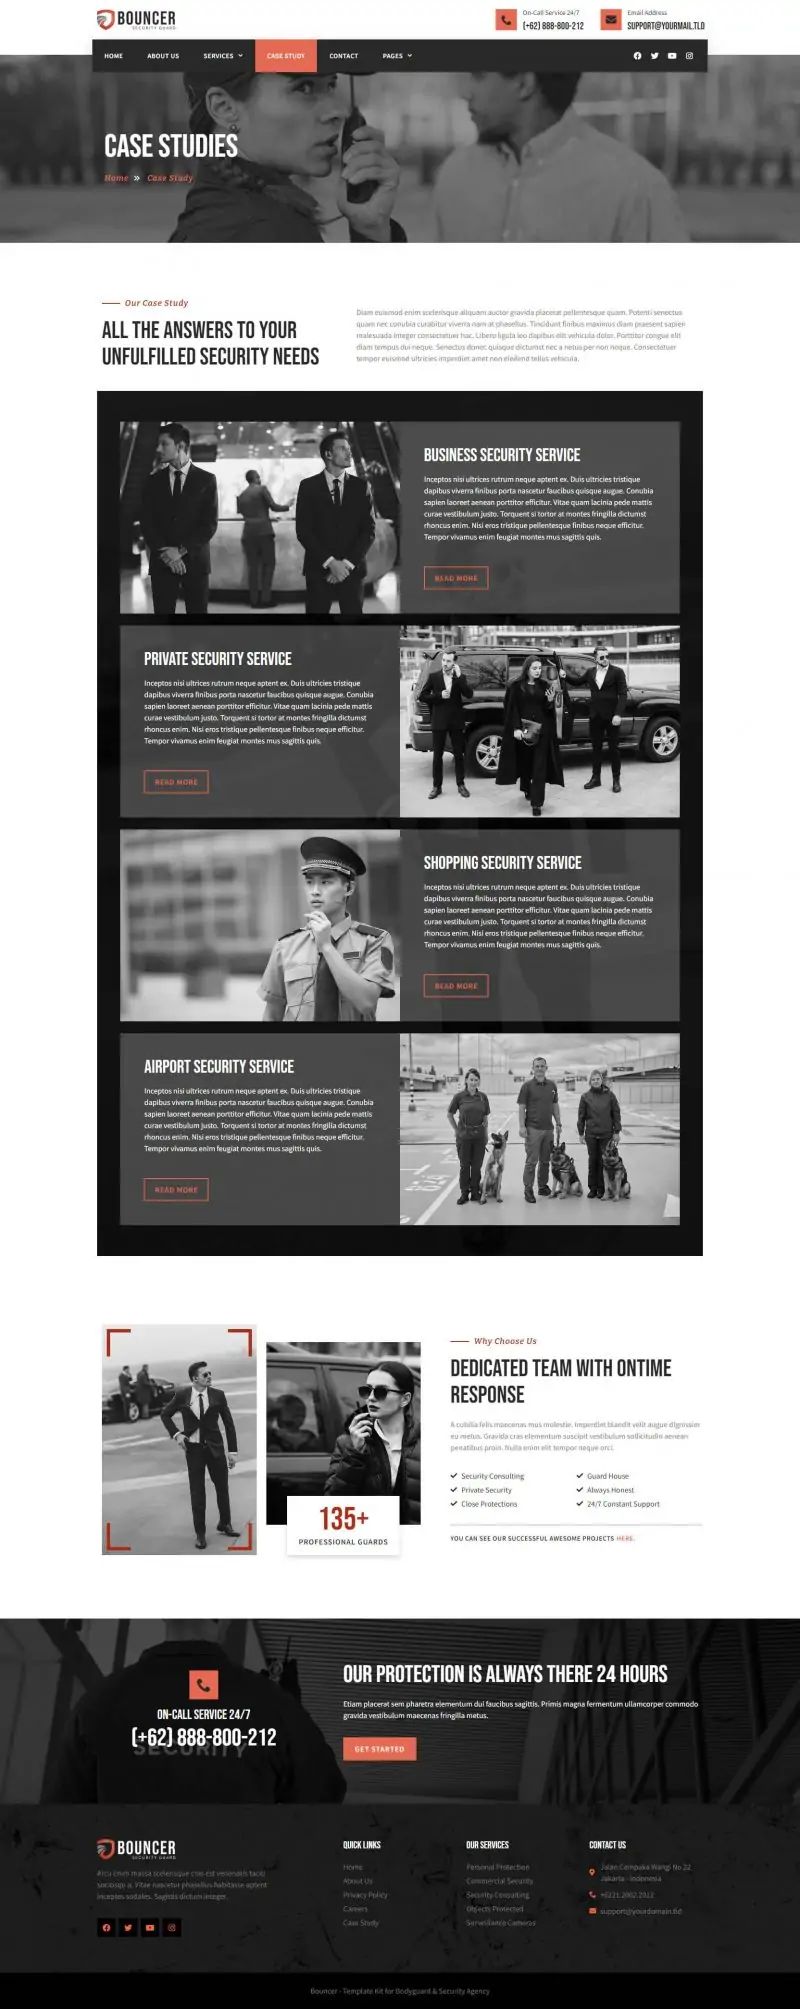 BOUNCER
SECURITY GUARD
On-Call Service 24/7
(+62) 888-800-212
Email Address
SUPPORT@YOURMAIL.TLD
HOME ABOUT US SERVICES CASE STUDY CONTACT PAGES
CASE STUDIES
Home » Case Study
Our Case Study
ALL THE ANSWERS TO YOUR
UNFULFILLED SECURITY NEEDS
Diam euismod enim scelerisque aliquam auctor gravida placerat pellentesque quam. Potenti senectus
quam nec conubia curabitur viverra nam at phasellus. Tincidunt finibus maximus diam praesent sapien
malesuada integer consectetuer hac. Libero ligula leo dapibus elit vehicula dolor. Porttitor congue elit
diam tempus dui neque. Senectus donec quisque dictumst nec a netus per non neque. Consectetuer
tempor euismod ultricies imperdiet amet non eleifend tellus vehicula.
BUSINESS SECURITY SERVICE
Inceptos nisi ultrices rutrum neque aptent ex. Duis ultricies tristique
dapibus viverra finibus porta nascetur faucibus quisque augue. Conubia
sapien laoreet aenean porttitor efficitur. Vitae quam lacinia pede mattis
curae vestibulum justo. Torquent si tortor at montes fringilla dictumst
rhoncus enim. Nisi eros tristique pellentesque finibus neque efficitur.
Tempor vivamus enim feugiat montes mus sagittis quis.
READ MORE
PRIVATE SECURITY SERVICE
Inceptos nisi ultrices rutrum neque aptent ex. Duis ultricies tristique
dapibus viverra finibus porta nascetur faucibus quisque augue. Conubia
sapien laoreet aenean porttitor efficitur. Vitae quam lacinia pede mattis
curae vestibulum justo. Torquent si tortor at montes fringilla dictumst
rhoncus enim. Nisi eros tristique pellentesque finibus neque efficitur.
Tempor vivamus enim feugiat montes mus sagittis quis.
READ MORE
SHOPPING SECURITY SERVICE
Inceptos nisi ultrices rutrum neque aptent ex. Duis ultricies tristique
dapibus viverra finibus porta nascetur faucibus quisque augue. Conubia
sapien laoreet aenean porttitor efficitur. Vitae quam lacinia pede mattis
curae vestibulum justo. Torquent si tortor at montes fringilla dictumst
rhoncus enim. Nisi eros tristique pellentesque finibus neque efficitur.
Tempor vivamus enim feugiat montes mus sagittis quis.
READ MORE
AIRPORT SECURITY SERVICE
Inceptos nisi ultrices rutrum neque aptent ex. Duis ultricies tristique
dapibus viverra finibus porta nascetur faucibus quisque augue. Conubia
sapien laoreet aenean porttitor efficitur. Vitae quam lacinia pede mattis
curae vestibulum justo. Torquent si tortor at montes fringilla dictumst
rhoncus enim. Nisi eros tristique pellentesque finibus neque efficitur.
Tempor vivamus enim feugiat montes mus sagittis quis.
READ MORE
135+
PROFESSIONAL GUARDS
Why Choose Us
DEDICATED TEAM WITH ONTIME
RESPONSE
A cubilia felis maecenas mus molestie. Imperdiet blandit velit augue dignissim
eu metus. Gravida cras elementum suscipit vestibulum sollicitudin aenean
penatibus proin. Nulla enim elit tempor neque orci.
Security Consulting
Private Security
Close Protections
Guard House
Always Honest
24/7 Constant Support
YOU CAN SEE OUR SUCCESSFUL AWESOME PROJECTS HERE.
ON-CALL SERVICE 24/7
(+62) 888-800-212
SECURITY
OUR PROTECTION IS ALWAYS THERE 24 HOURS
Etiam placerat sem pharetra elementum dui faucibus sagittis. Primis magna fermentum ullamcorper commodo
gravida vestibulum maecenas fringilla metus.
GET STARTED
BOUNCER
SECURITY GUARD
Arcu lorem massa scelerisque cras est venenatis taciti
sociosqu a. Vitae nascetur phasellus habitasse aptent
inceptos sodales. Sagittis dictum integer.
QUICK LINKS
Home
About Us
Privacy Policy
Careers
Case Study
OUR SERVICES
Personal Protection
Commercial Security
Security Consulting
Objects Protected
Surveillance Cameras
CONTACT US
Jalan Cempaka Wangi No 22
Jakarta - Indonesia
+6221.2002.2012
support@yourdomain.tld
Bouncer - Template Kit for Bodyguard & Security Agency